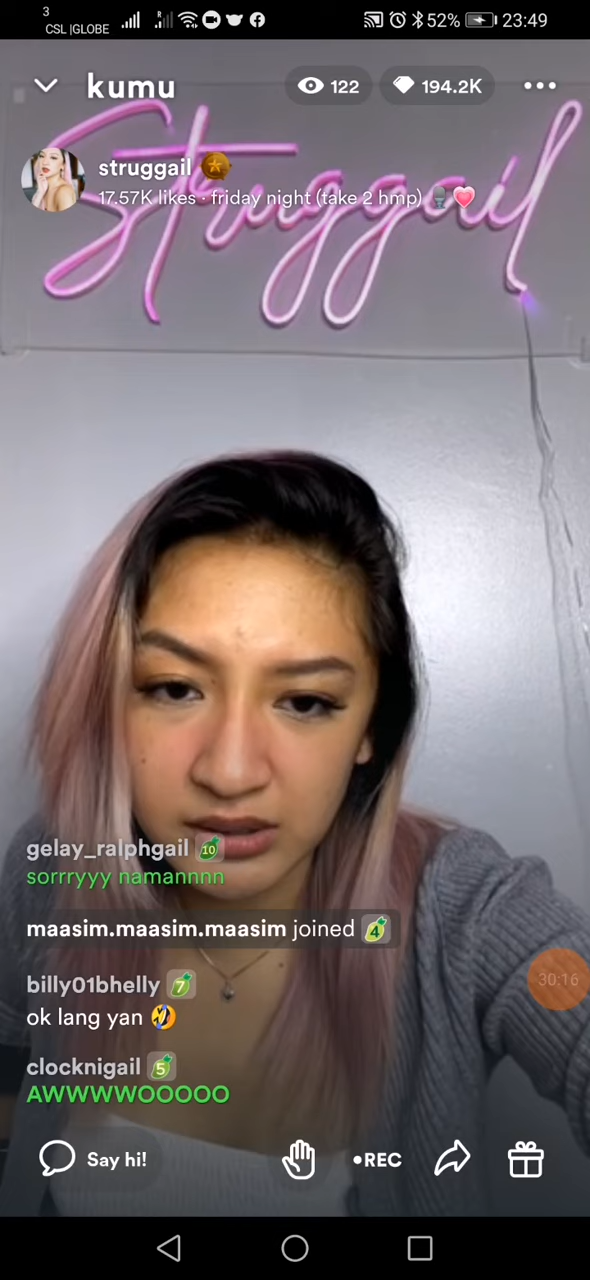 3
CSL |GLOBE
52%
23:49
kumu
122
194.2K
struggail
17.57K likes · friday night (take 2 hmp) 🎙️💗
Struggail
gelay_ralphgail 10
sorrryyy namannnn
maasim.maasim.maasim joined 4
billy01bhelly 7
ok lang yan 🤣
30:16
clocknigail 5
AWWWWOOOOO
Say hi!
•REC